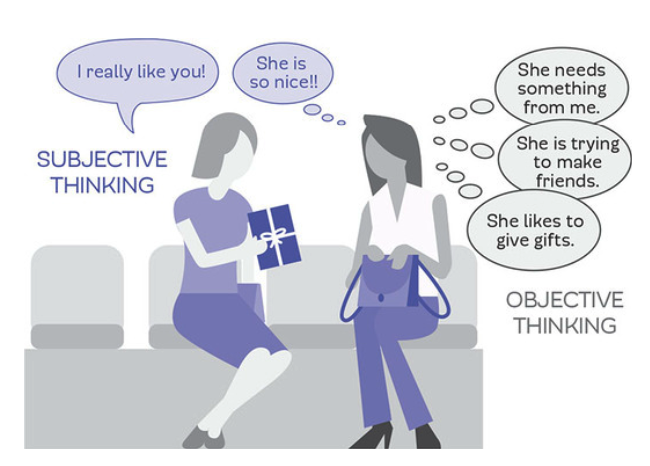 I really like you!
She is
so nice!!
SUBJECTIVE
THINKING
She needs
something
from me.
She is trying
to make
friends.
She likes to
give gifts.
OBJECTIVE
THINKING